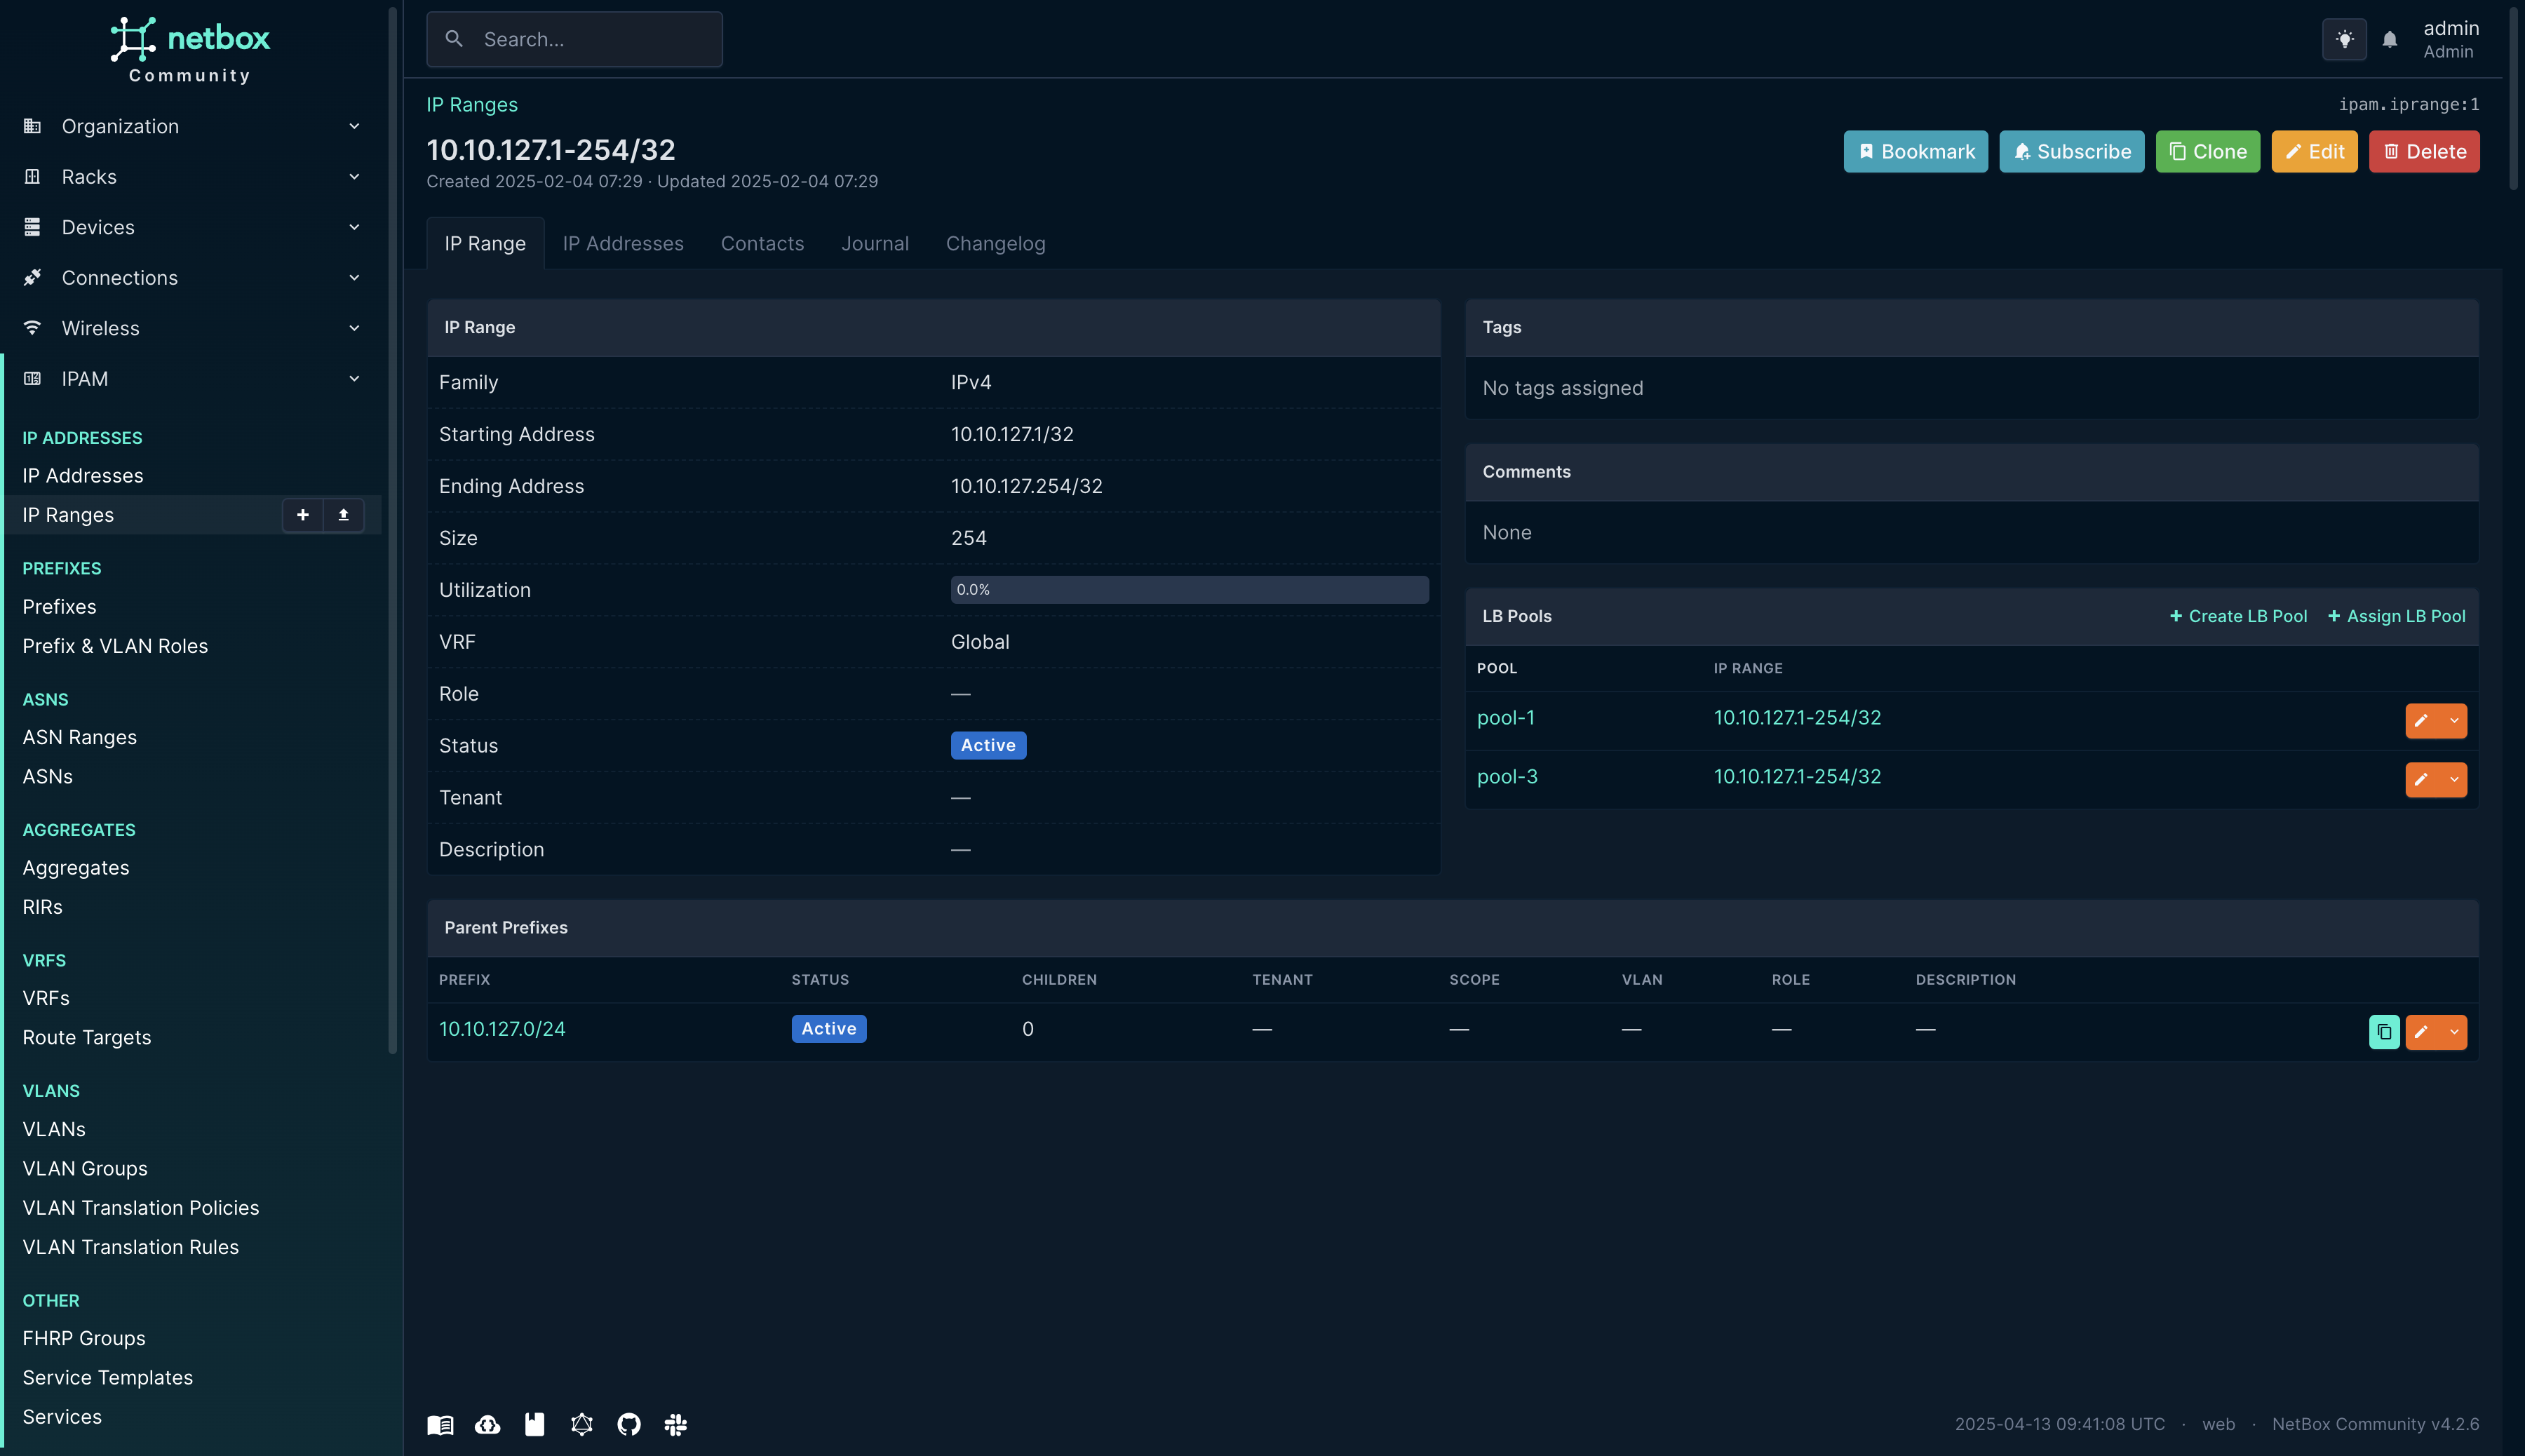 netbox
Community
Organization
Racks
Devices
Connections
Wireless
IPAM
IP ADDRESSES
IP Addresses
IP Ranges
PREFIXES
Prefixes
Prefix & VLAN Roles
ASNS
ASN Ranges
ASNs
AGGREGATES
Aggregates
RIRs
VRFS
VRFs
Route Targets
VLANS
VLANs
VLAN Groups
VLAN Translation Policies
VLAN Translation Rules
OTHER
FHRP Groups
Service Templates
Services
Search...
admin
Admin
IP Ranges
ipam.iprange:1
10.10.127.1-254/32
Created 2025-02-04 07:29 · Updated 2025-02-04 07:29
Bookmark Subscribe Clone Edit Delete
IP Range IP Addresses Contacts Journal Changelog
IP Range
Family IPv4
Starting Address 10.10.127.1/32
Ending Address 10.10.127.254/32
Size 254
Utilization 0.0%
VRF Global
Role —
Status Active
Tenant —
Description —
Tags
No tags assigned
Comments
None
LB Pools + Create LB Pool + Assign LB Pool
POOL IP RANGE
pool-1 10.10.127.1-254/32
pool-3 10.10.127.1-254/32
Parent Prefixes
PREFIX STATUS CHILDREN TENANT SCOPE VLAN ROLE DESCRIPTION
10.10.127.0/24 Active 0 — — — — —
2025-04-13 09:41:08 UTC · web · NetBox Community v4.2.6